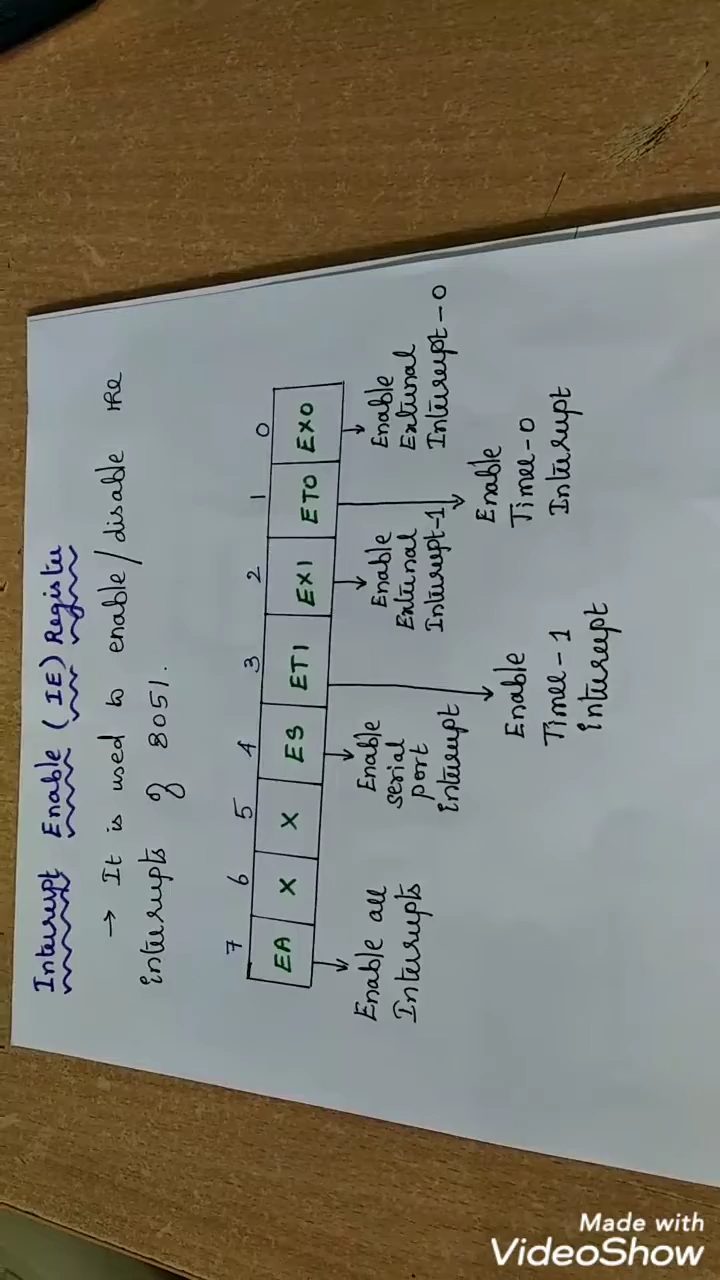 Interrupt Enable (IE) Register
→ It is used to enable/disable the
interrupts of 8051.
7 6 5 4 3 2 1 0
EA X X ES ET1 EX1 ET0 EX0
Enable all
Interrupts
Enable
serial
port
interrupt
Enable
Timer-1
Interrupt
Enable
External
Interrupt-1
Enable
Timer-0
Interrupt
Enable
External
Interrupt-0
Made with
VideoShow